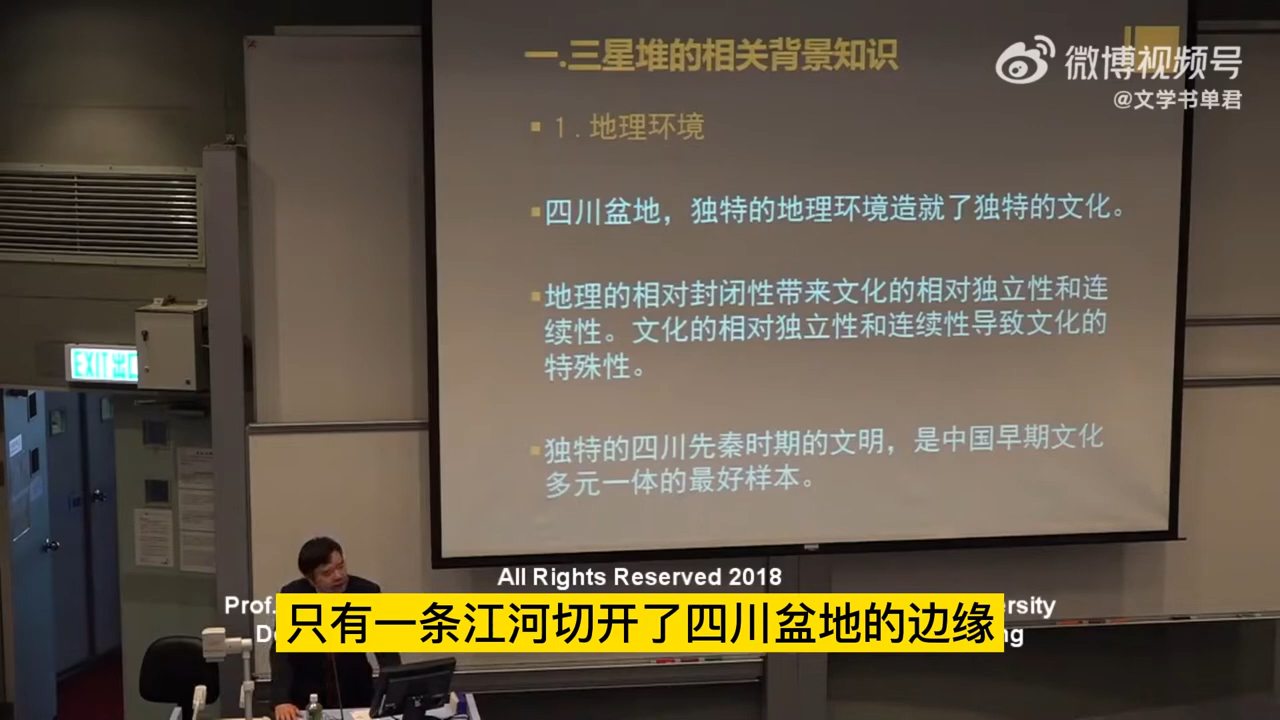 一.三星堆的相关背景知识
微博视频号
@文学书单君
1.地理环境
四川盆地，独特的地理环境造就了独特的文化。
地理的相对封闭性带来文化的相对独立性和连
续性。文化的相对独立性和连续性导致文化的
特殊性。
独特的四川先秦时期的文明，是中国早期文化
多元一体的最好样本。
EXIT 出口
All Rights Reserved 2018
Prof.
只有一条江河切开了四川盆地的边缘